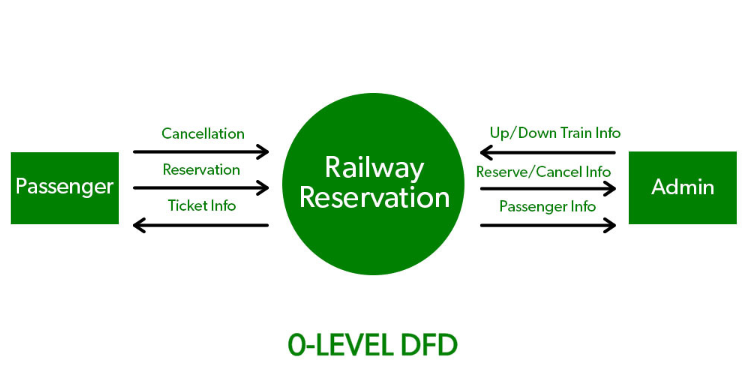 Cancellation
Reservation
Ticket Info
Passenger
Railway
Reservation
Up/Down Train Info
Reserve/Cancel Info
Passenger Info
Admin
0-LEVEL DFD